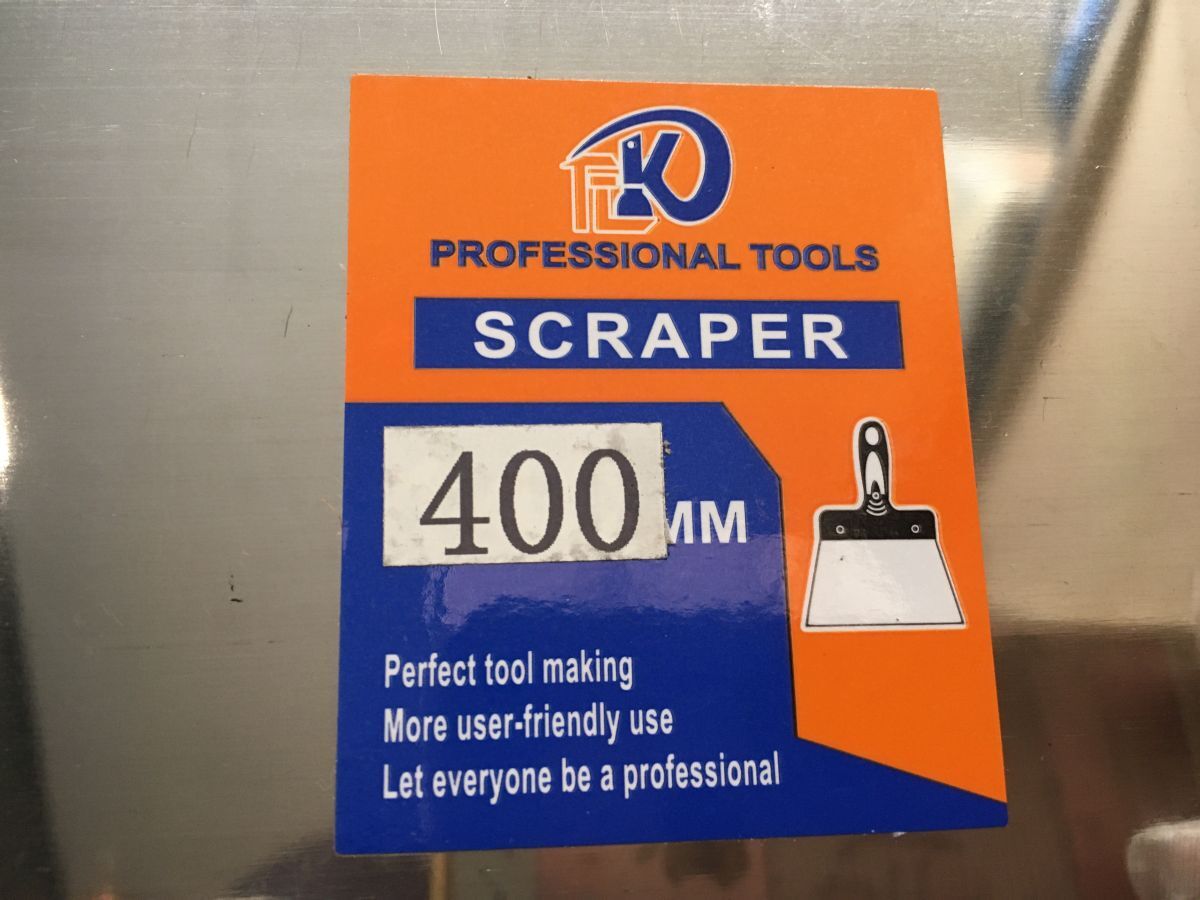 PROFESSIONAL TOOLS
SCRAPER
400 MM
Perfect tool making
More user-friendly use
Let everyone be a professional